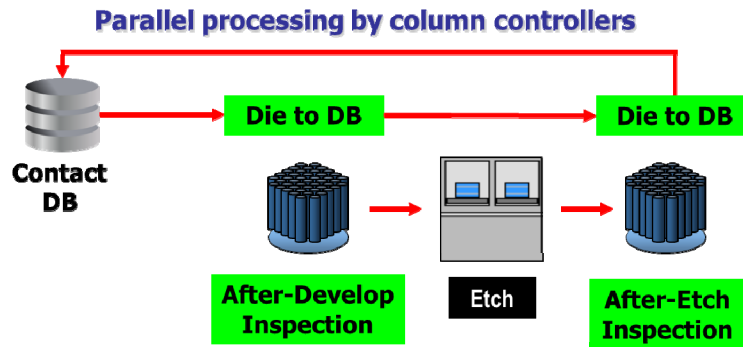 Parallel processing by column controllers
Die to DB
Die to DB
Contact
DB
After-Develop
Inspection
Etch
After-Etch
Inspection